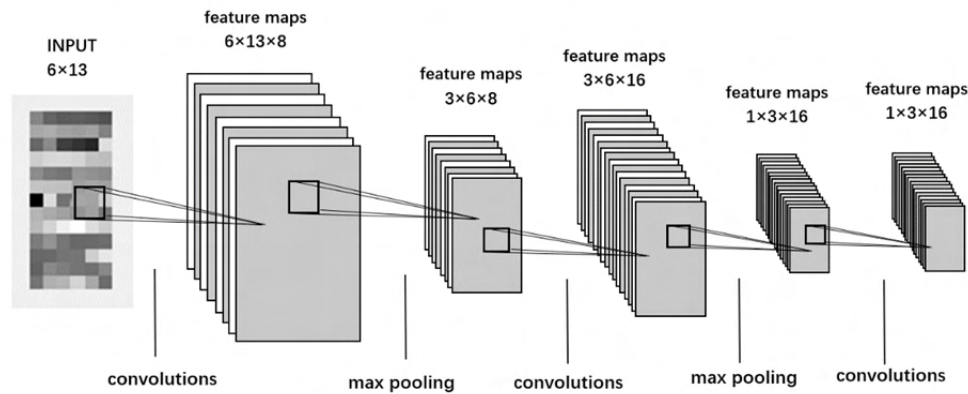 INPUT
6×13
feature maps
6×13×8
feature maps
3×6×8
feature maps
3×6×16
feature maps
1×3×16
feature maps
1×3×16
convolutions
max pooling
convolutions
max pooling
convolutions